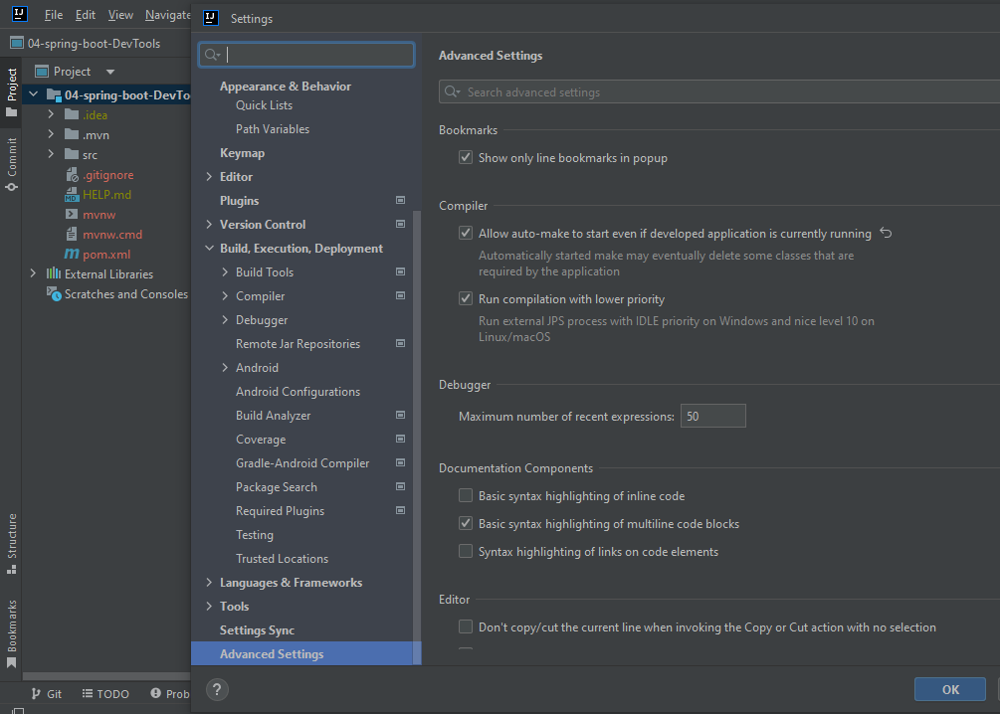 IJ File Edit View Navigate
04-spring-boot-DevTools
Project
04-spring-boot-DevTo
.idea
.mvn
src
.gitignore
HELP.md
mvnw
mvnw.cmd
pom.xml
External Libraries
Scratches and Consoles
Project
Commit
Structure
Bookmarks
Git TODO Prob
IJ Settings
Appearance & Behavior
Quick Lists
Path Variables
Keymap
Editor
Plugins
Version Control
Build, Execution, Deployment
Build Tools
Compiler
Debugger
Remote Jar Repositories
Android
Android Configurations
Build Analyzer
Coverage
Gradle-Android Compiler
Package Search
Required Plugins
Testing
Trusted Locations
Languages & Frameworks
Tools
Settings Sync
Advanced Settings
?
Advanced Settings
Search advanced settings
Bookmarks
Show only line bookmarks in popup
Compiler
Allow auto-make to start even if developed application is currently running
Automatically started make may eventually delete some classes that are
required by the application
Run compilation with lower priority
Run external JPS process with IDLE priority on Windows and nice level 10 on
Linux/macOS
Debugger
Maximum number of recent expressions: 50
Documentation Components
Basic syntax highlighting of inline code
Basic syntax highlighting of multiline code blocks
Syntax highlighting of links on code elements
Editor
Don't copy/cut the current line when invoking the Copy or Cut action with no selection
OK